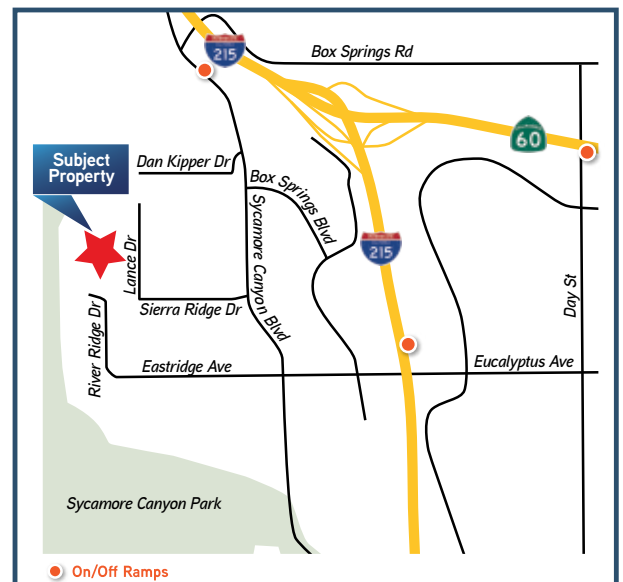 215
Box Springs Rd
60
Subject
Property
Dan Kipper Dr
Box Springs Blvd
Sycamore Canyon Blvd
Lance Dr
215
Day St
Sierra Ridge Dr
River Ridge Dr
Eastridge Ave
Eucalyptus Ave
Sycamore Canyon Park
On/Off Ramps